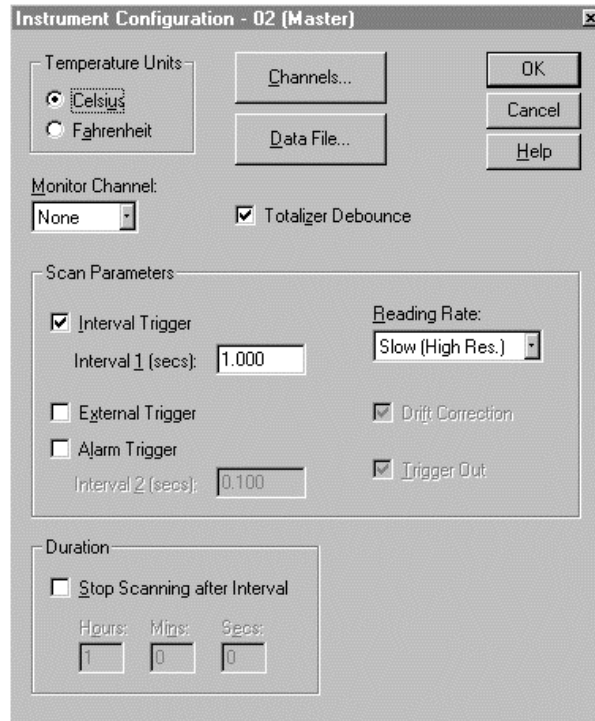 Instrument Configuration - 02 (Master)
Temperature Units
Celsius
Fahrenheit
Channels...
Data File...
OK
Cancel
Help
Monitor Channel:
None
Totalizer Debounce
Scan Parameters
Interval Trigger
Interval 1 (secs): 1.000
Reading Rate:
Slow (High Res.)
External Trigger
Alarm Trigger
Interval 2 (secs): 0.100
Drift Correction
Trigger Out
Duration
Stop Scanning after Interval
Hours: Mins: Secs:
1 0 0